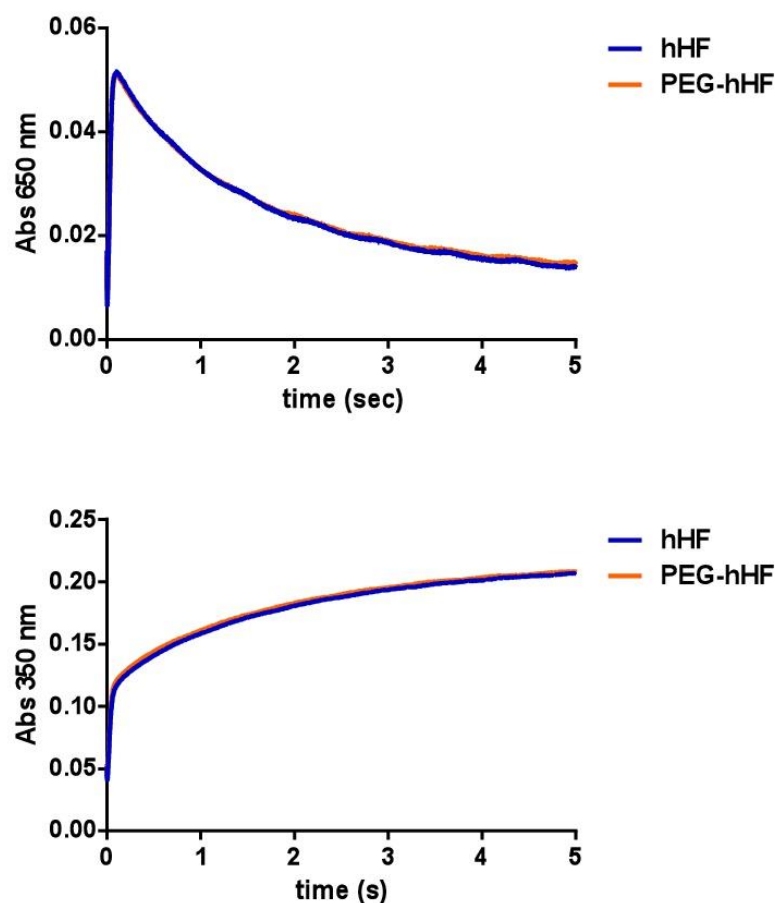 0.06
0.04
0.02
0.00
Abs 650 nm
0 1 2 3 4 5
time (sec)
hHF
PEG-hHF
0.25
0.20
0.15
0.10
0.05
0.00
Abs 350 nm
0 1 2 3 4 5
time (s)
hHF
PEG-hHF